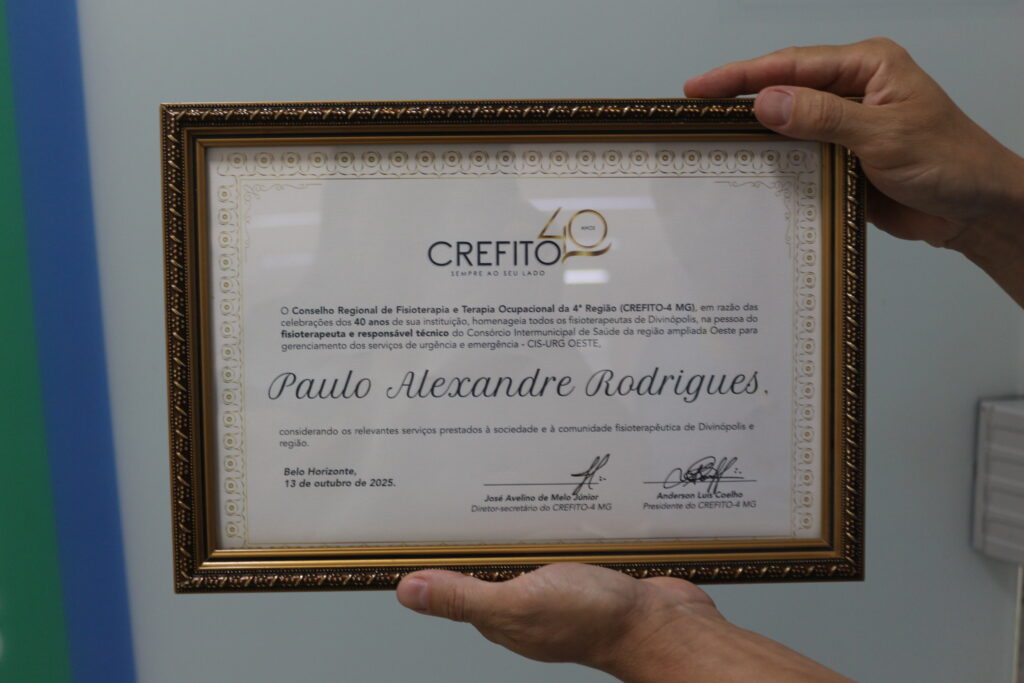 40 ANOS
CREFITO
SEMPRE AO SEU LADO
O Conselho Regional de Fisioterapia e Terapia Ocupacional da 4ª Região (CREFITO-4 MG), em razão das
celebrações dos 40 anos de sua instituição, homenageia todos os fisioterapeutas de Divinópolis, na pessoa do
fisioterapeuta e responsável técnico do Consórcio Intermunicipal de Saúde da região ampliada Oeste para
gerenciamento dos serviços de urgência e emergência - CIS-URG OESTE,
Paulo Alexandre Rodrigues,
considerando os relevantes serviços prestados à sociedade e à comunidade fisioterapêutica de Divinópolis e
região.
Belo Horizonte,
13 de outubro de 2025.
José Avelino de Melo Júnior
Diretor-secretário do CREFITO-4 MG
Anderson Luis Coelho
Presidente do CREFITO-4 MG